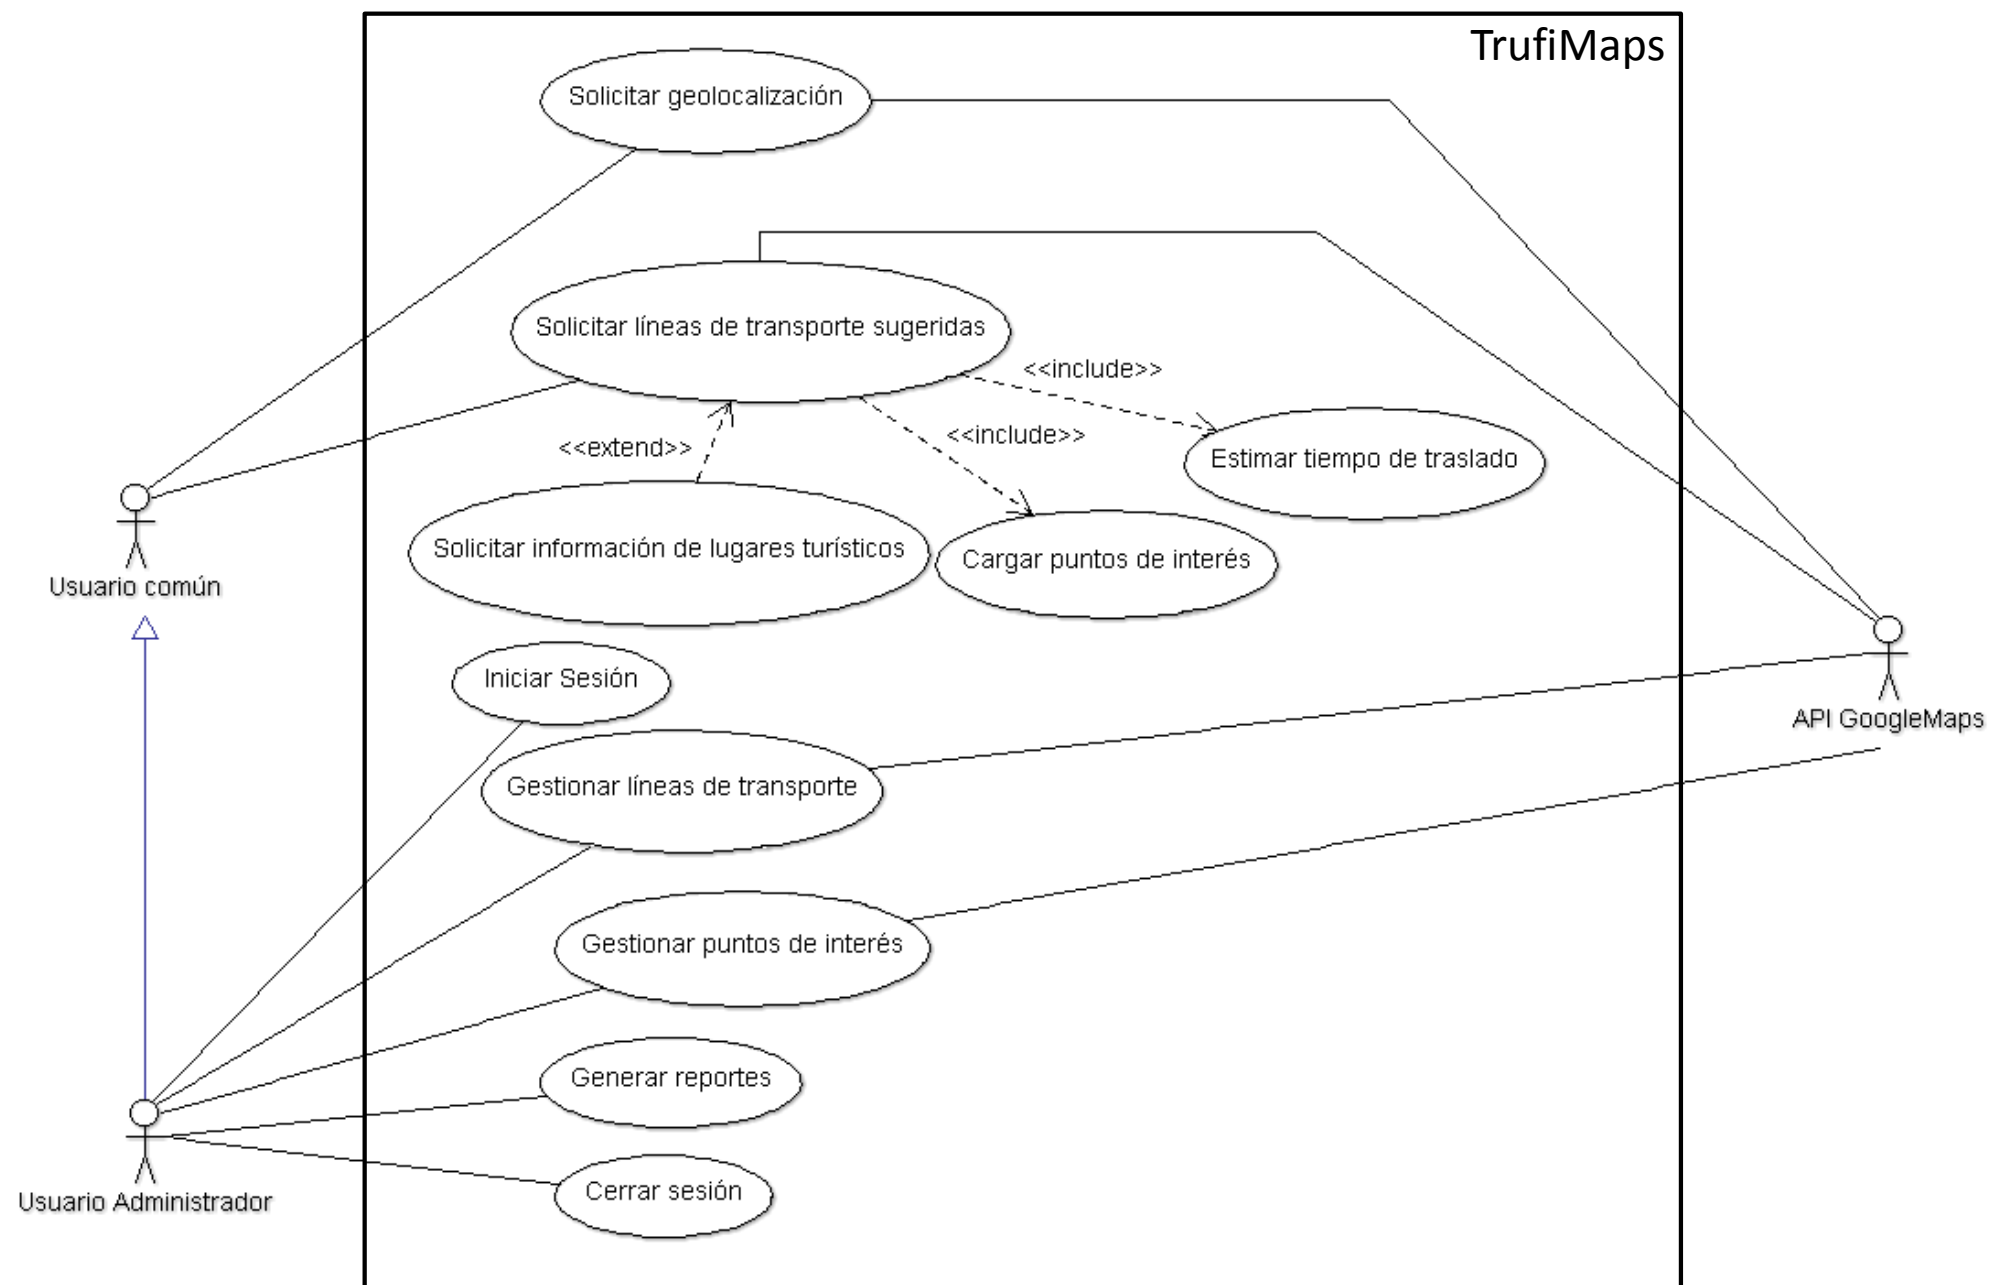 TrufiMaps
Solicitar geolocalización
Solicitar líneas de transporte sugeridas
<<include>>
<<include>>
<<extend>>
Estimar tiempo de traslado
Solicitar información de lugares turísticos
Cargar puntos de interés
Usuario común
Iniciar Sesión
API GoogleMaps
Gestionar líneas de transporte
Gestionar puntos de interés
Generar reportes
Cerrar sesión
Usuario Administrador